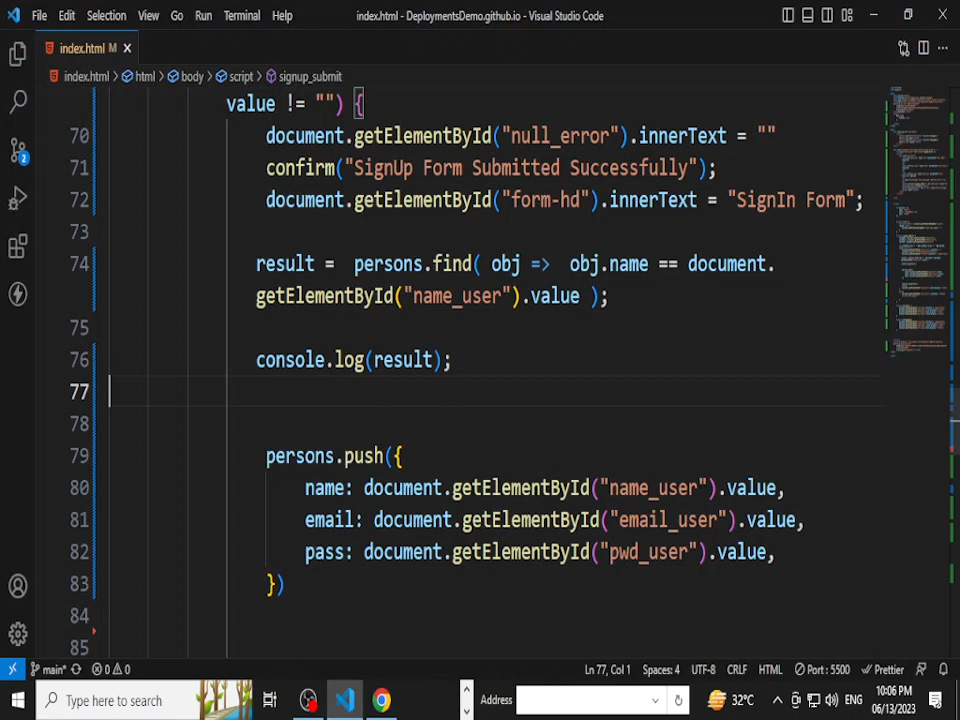 File Edit Selection View Go Run Terminal Help index.html - DeploymentsDemo.github.io - Visual Studio Code
index.html M
index.html > html > body > script > signup_submit
value != "") {
70 document.getElementById("null_error").innerText = ""
71 confirm("SignUp Form Submitted Successfully");
72 document.getElementById("form-hd").innerText = "SignIn Form";
73
74 result = persons.find( obj => obj.name == document.
getElementById("name_user").value );
75
76 console.log(result);
77
78
79 persons.push({
80 name: document.getElementById("name_user").value,
81 email: document.getElementById("email_user").value,
82 pass: document.getElementById("pwd_user").value,
83 })
84
85
2
main* 0 0 Ln 77, Col 1 Spaces: 4 UTF-8 CRLF HTML Port : 5500 Prettier
Type here to search Address 32°C ENG 10:06 PM
06/13/2023